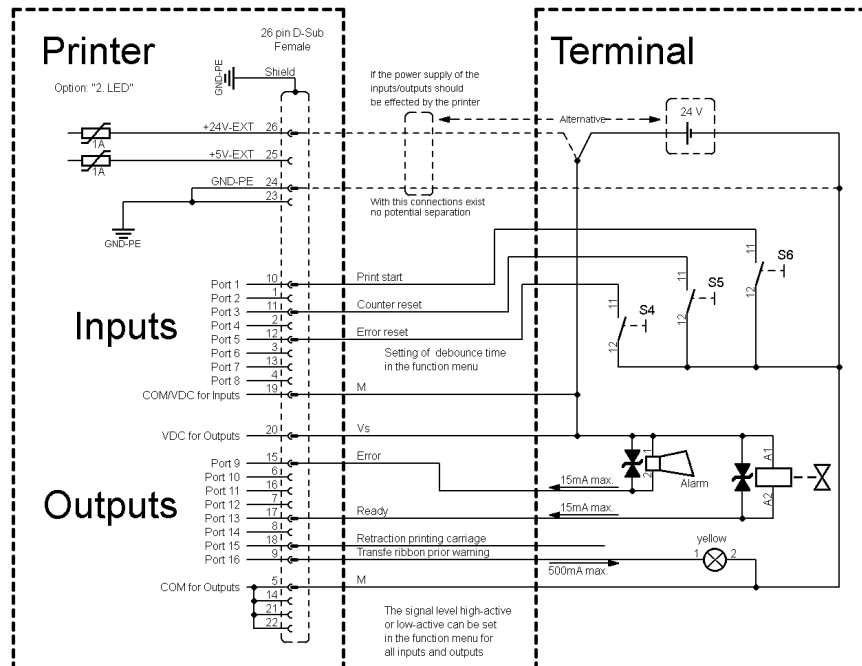 Printer
26 pin D-Sub
Female
Terminal
Option: "2. LED"
GND-PE
Shield
If the power supply of the
inputs/outputs should
be effected by the printer
Alternative
24 V
+24V-EXT 26
1A
+5V-EXT 25
1A
GND-PE 24
23
GND-PE
With this connections exist
no potential separation
Inputs
Port 1 10 Print start
Port 2 1
Port 3 11 Counter reset
Port 4 2
Port 5 12 Error reset
Port 6 3
Port 7 13
Port 8 4
COM/VDC for Inputs 19 M
Setting of debounce time
in the function menu
11 S6 12
11 S5 12
11 S4 12
VDC for Outputs 20 Vs
Outputs
Port 9 15 Error
Port 10 6
Port 11 16
Port 12 7
Port 13 17 Ready
Port 14 8
Port 15 18 Retraction printing carriage
Port 16 9 Transfe ribbon prior warning
COM for Outputs 5 M
14
21
22
15mA max.
1
2
Alarm
15mA max.
A1
A2
500mA max.
yellow
1 2
The signal level high-active
or low-active can be set
in the function menu for
all inputs and outputs